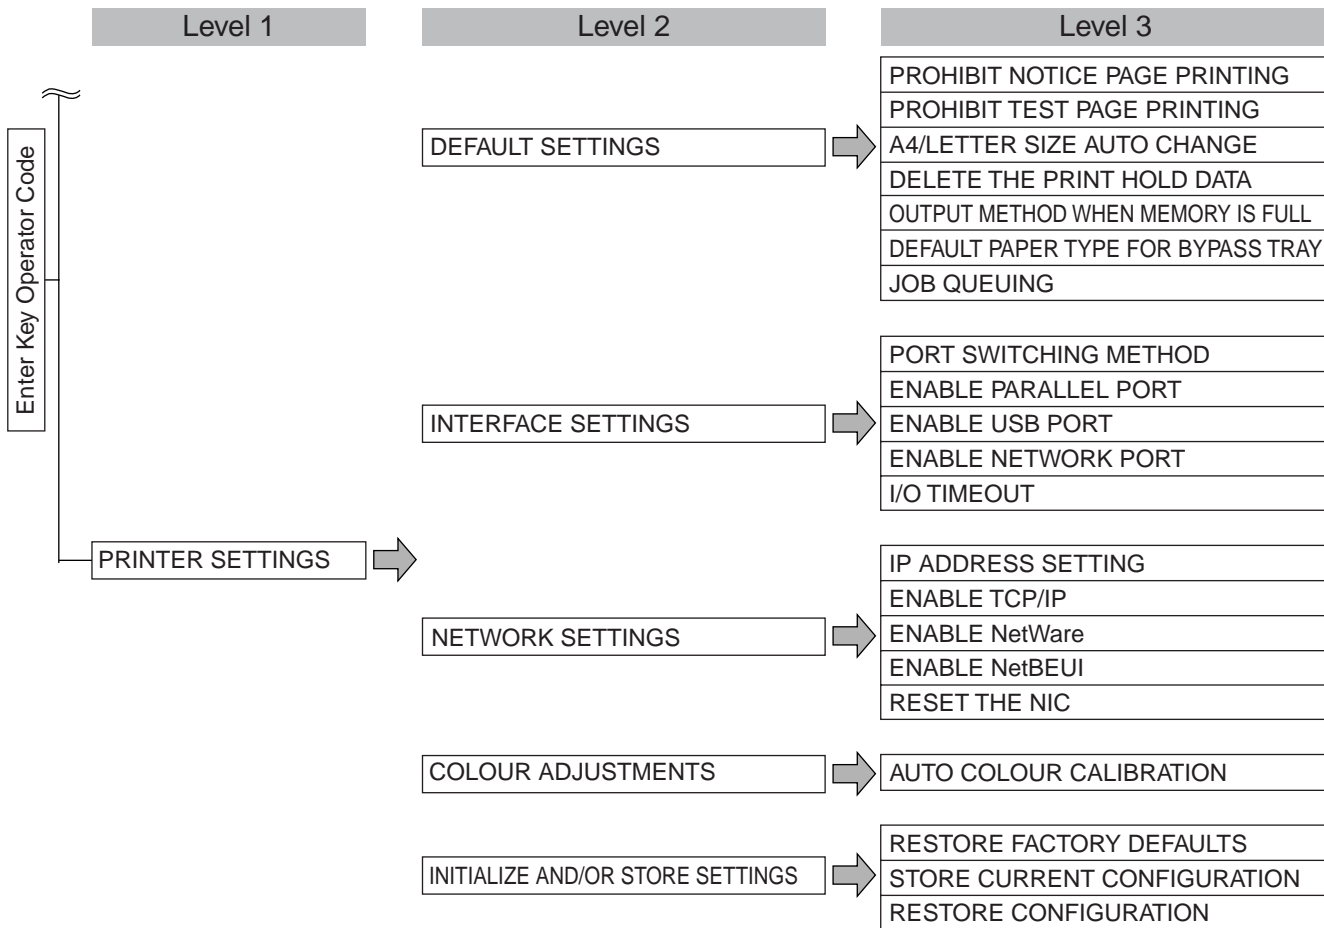 Level 1
Level 2
Level 3
Enter Key Operator Code
PRINTER SETTINGS
DEFAULT SETTINGS
PROHIBIT NOTICE PAGE PRINTING
PROHIBIT TEST PAGE PRINTING
A4/LETTER SIZE AUTO CHANGE
DELETE THE PRINT HOLD DATA
OUTPUT METHOD WHEN MEMORY IS FULL
DEFAULT PAPER TYPE FOR BYPASS TRAY
JOB QUEUING
INTERFACE SETTINGS
PORT SWITCHING METHOD
ENABLE PARALLEL PORT
ENABLE USB PORT
ENABLE NETWORK PORT
I/O TIMEOUT
NETWORK SETTINGS
IP ADDRESS SETTING
ENABLE TCP/IP
ENABLE NetWare
ENABLE NetBEUI
RESET THE NIC
COLOUR ADJUSTMENTS
AUTO COLOUR CALIBRATION
INITIALIZE AND/OR STORE SETTINGS
RESTORE FACTORY DEFAULTS
STORE CURRENT CONFIGURATION
RESTORE CONFIGURATION